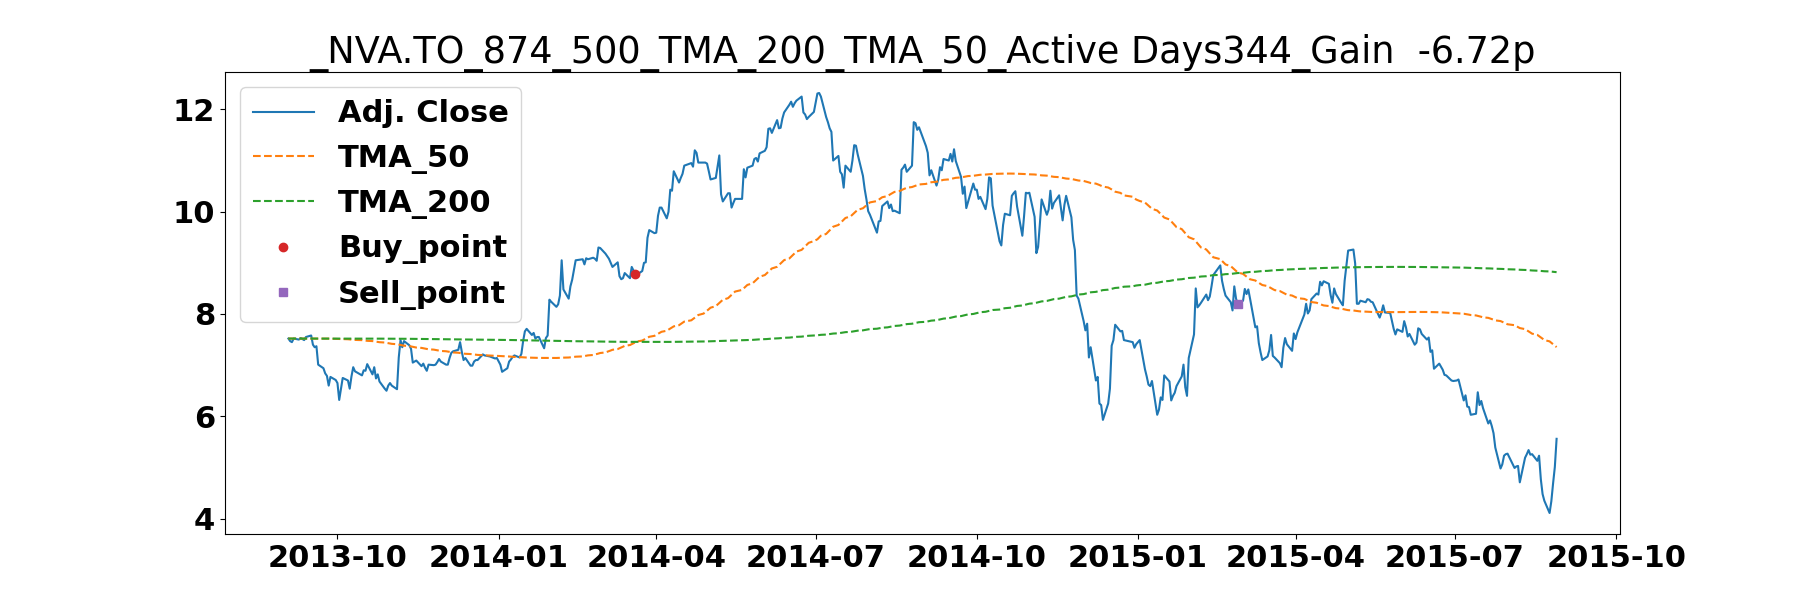 _NVA.TO_874_500_TMA_200_TMA_50_Active Days344_Gain  -6.72p
Adj. Close
TMA_50
TMA_200
Buy_point
Sell_point
12
10
8
6
4
2013-10 2014-01 2014-04 2014-07 2014-10 2015-01 2015-04 2015-07 2015-10